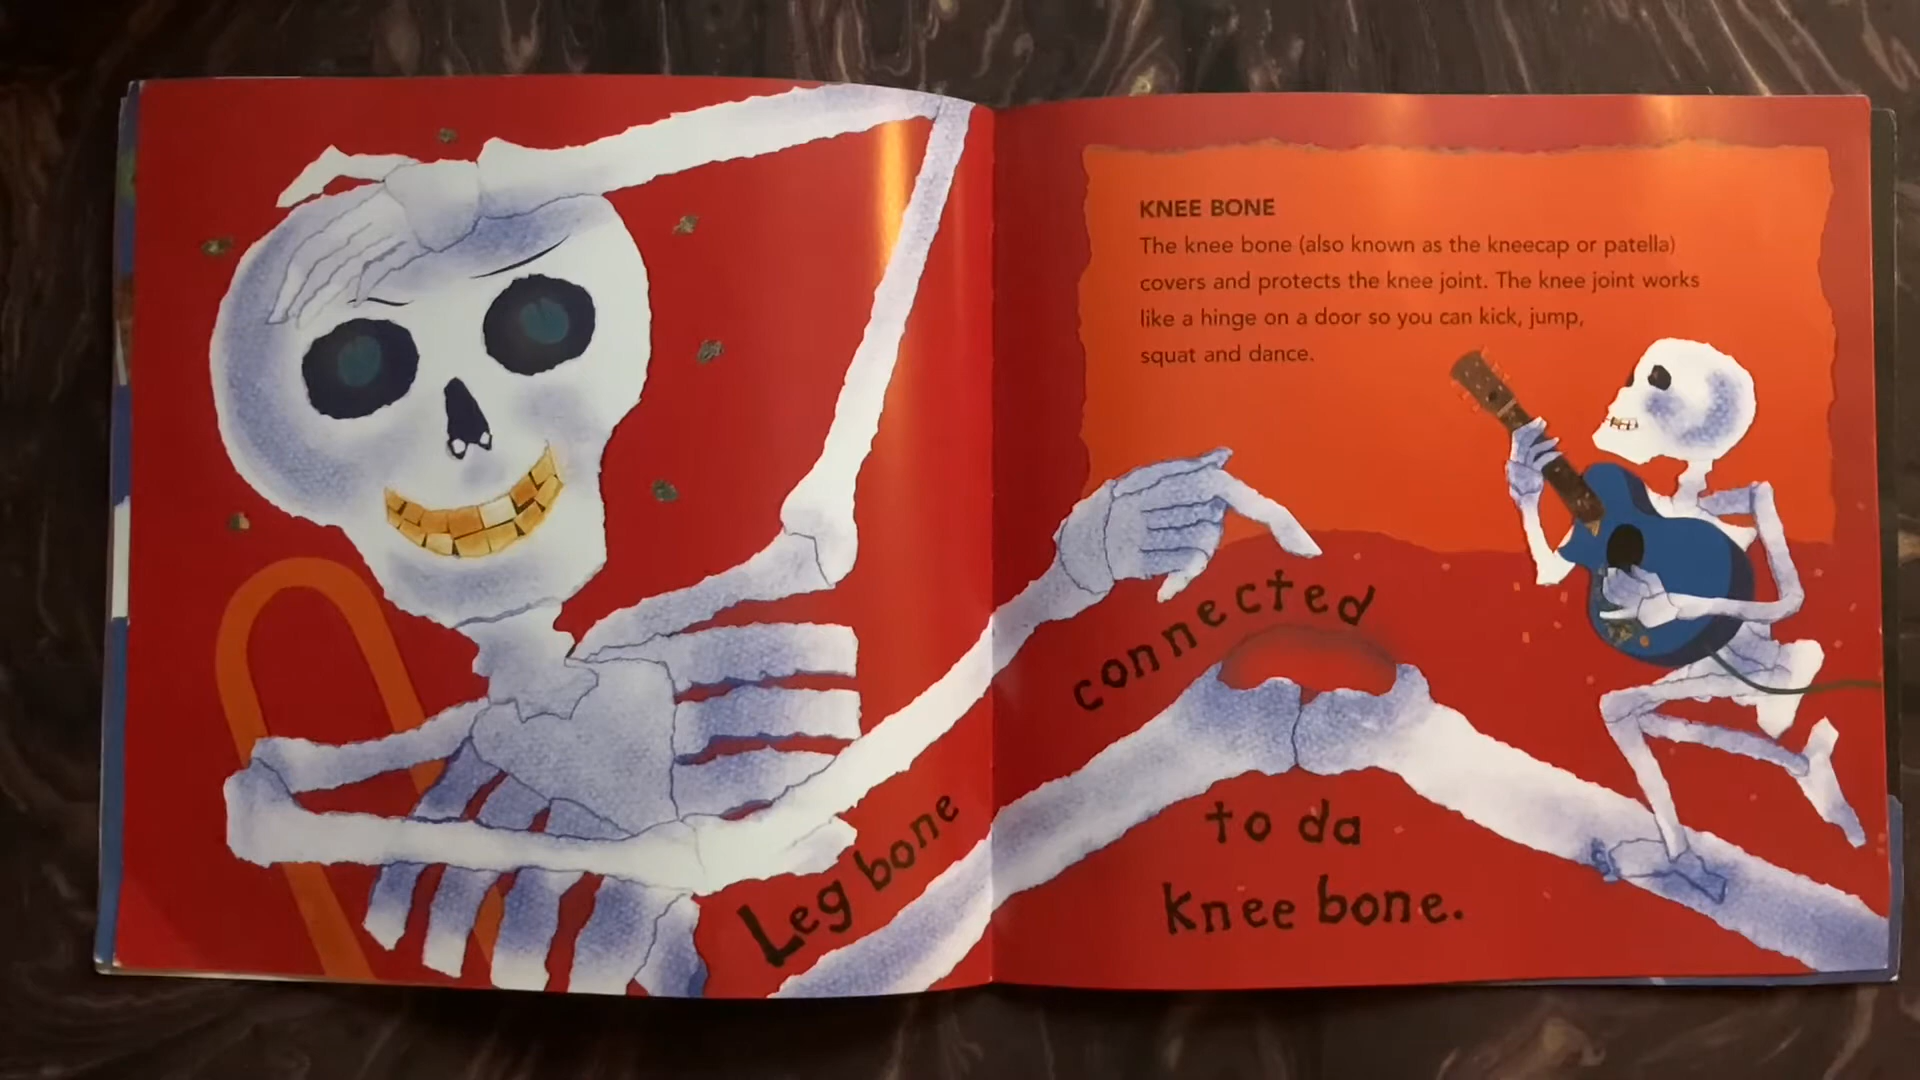 Leg bone
connected
to da
knee bone.
KNEE BONE
The knee bone (also known as the kneecap or patella)
covers and protects the knee joint. The knee joint works
like a hinge on a door so you can kick, jump,
squat and dance.